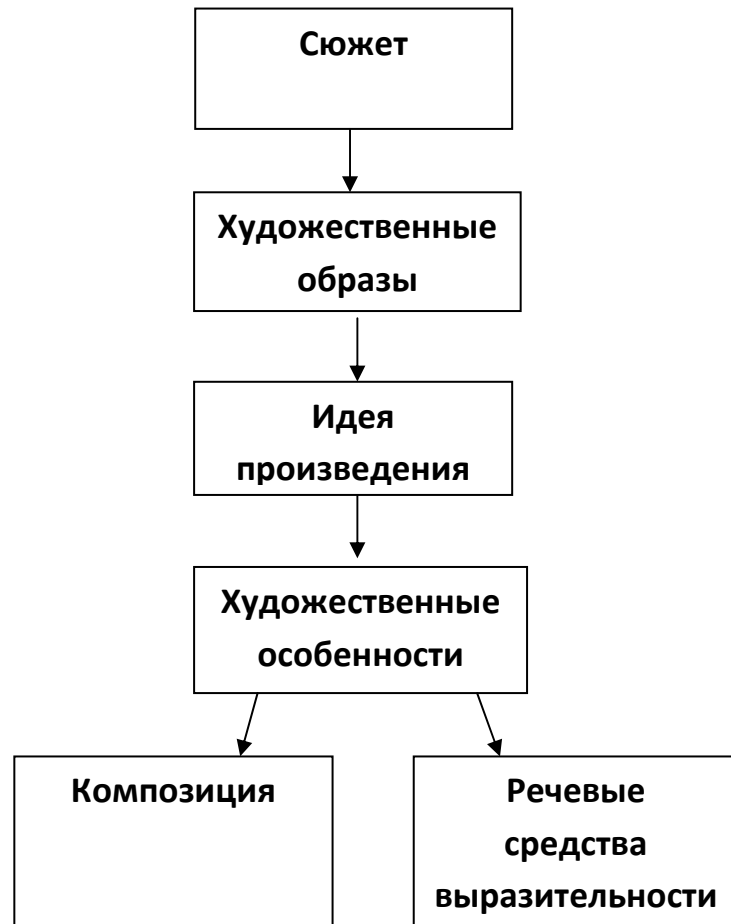 Сюжет
Художественные
образы
Идея
произведения
Художественные
особенности
Композиция
Речевые
средства
выразительности